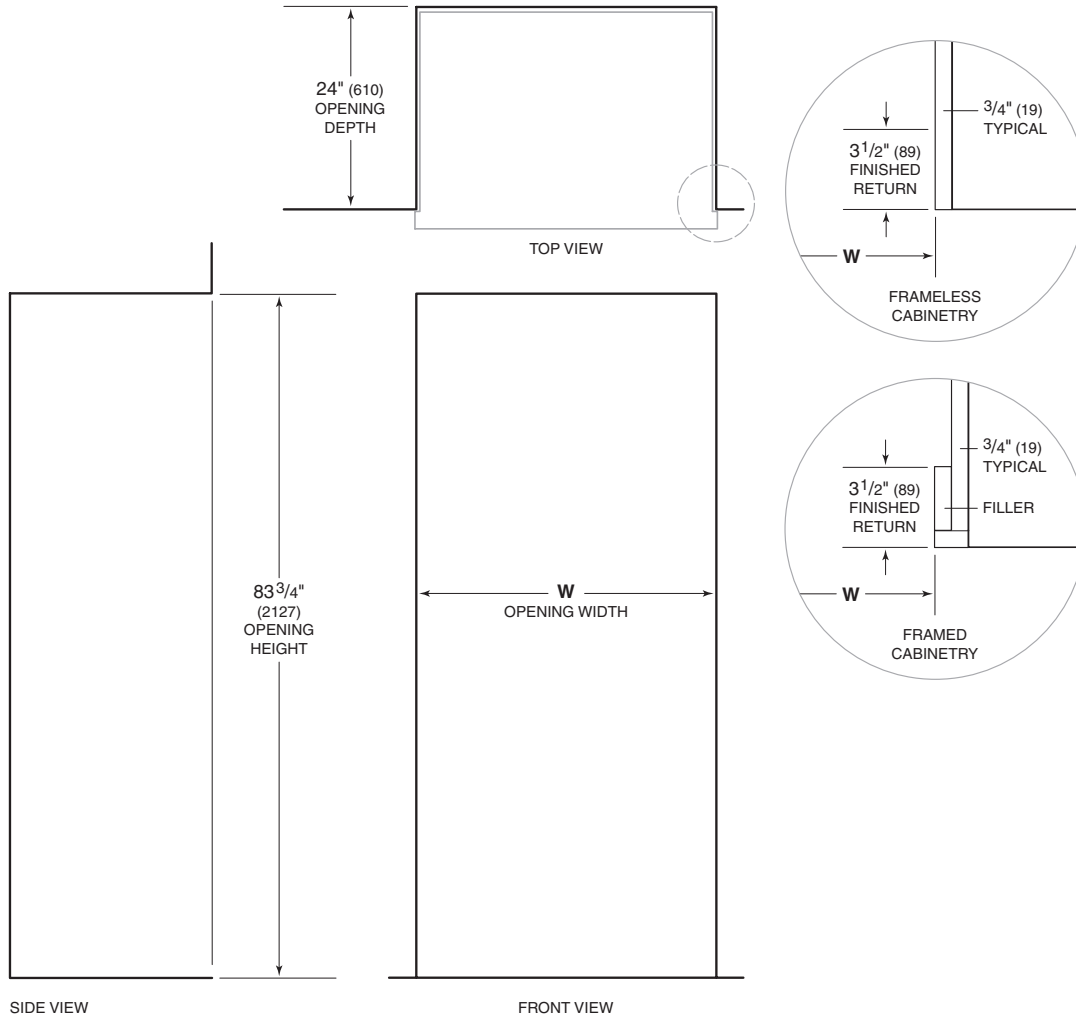 24" (610)
OPENING
DEPTH
TOP VIEW
3/4" (19)
TYPICAL
3 1/2" (89)
FINISHED
RETURN
W
FRAMELESS
CABINETRY
3/4" (19)
TYPICAL
3 1/2" (89)
FINISHED
RETURN
FILLER
W
FRAMED
CABINETRY
83 3/4"
(2127)
OPENING
HEIGHT
W
OPENING WIDTH
SIDE VIEW
FRONT VIEW